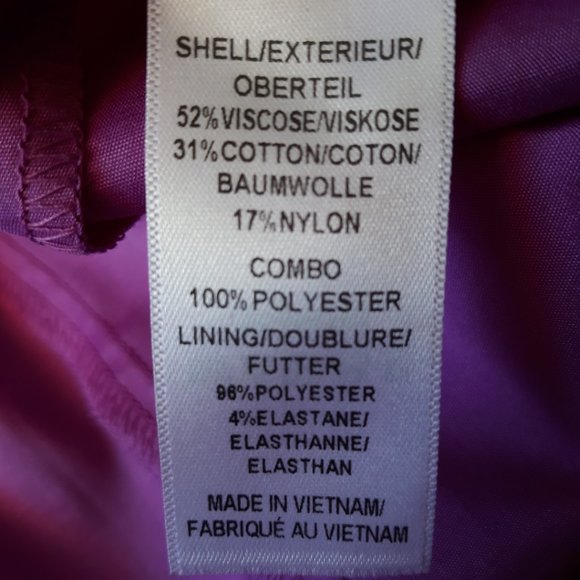 SHELL/EXTERIEUR/
OBERTEIL
52%VISCOSE/VISKOSE
31%COTTON/COTON/
BAUMWOLLE
17%NYLON
COMBO
100%POLYESTER
LINING/DOUBLURE/
FUTTER
96%POLYESTER
4%ELASTANE/
ELASTHANNE/
ELASTHAN
MADE IN VIETNAM/
FABRIQUÉ AU VIETNAM